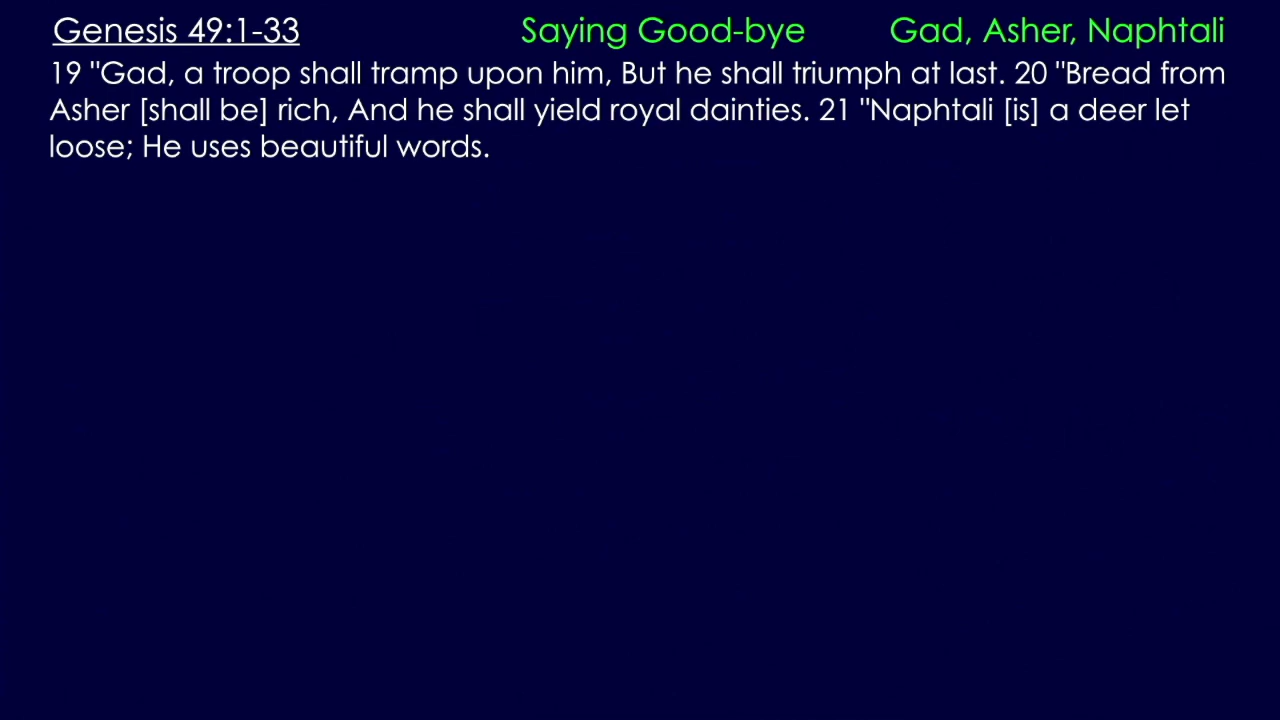 Genesis 49:1-33 Saying Good-bye Gad, Asher, Naphtali
19 "Gad, a troop shall tramp upon him, But he shall triumph at last. 20 "Bread from
Asher [shall be] rich, And he shall yield royal dainties. 21 "Naphtali [is] a deer let
loose; He uses beautiful words.